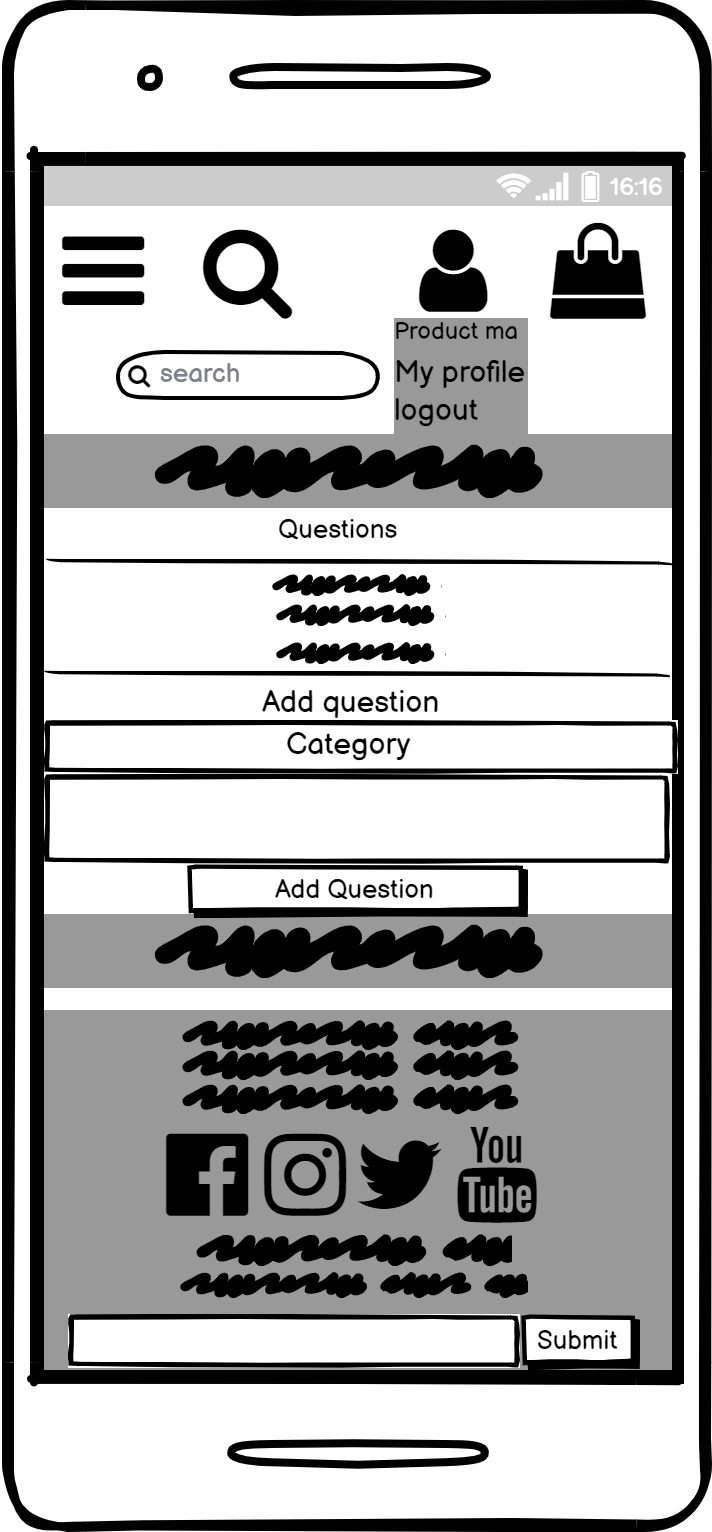 16:16
Product ma
search
My profile
logout
Questions
Add question
Category
Add Question
You
Tube
Submit